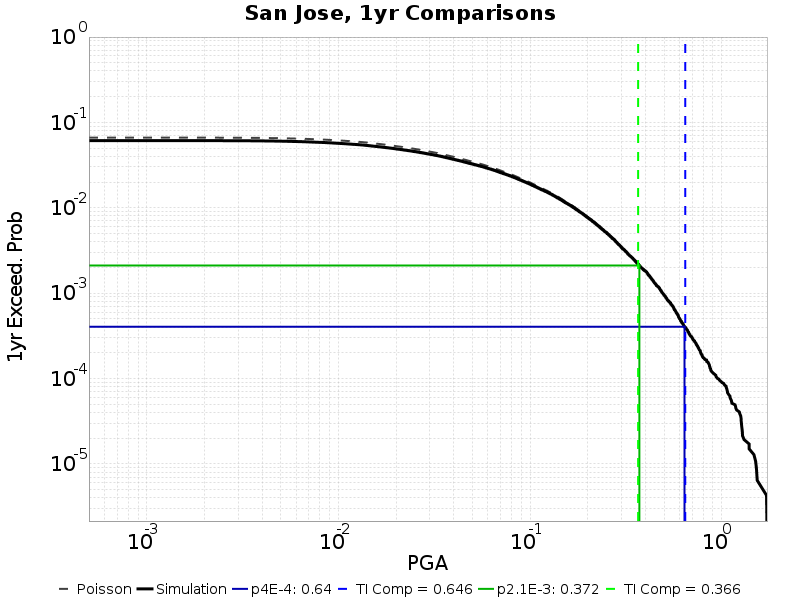 San Jose, 1yr Comparisons
10^0
10^-1
10^-2
10^-3
10^-4
10^-5
1yr Exceed. Prob
10^-3
10^-2
10^-1
10^0
PGA
Poisson Simulation p4E-4: 0.64 TI Comp = 0.646 p2.1E-3: 0.372 TI Comp = 0.366